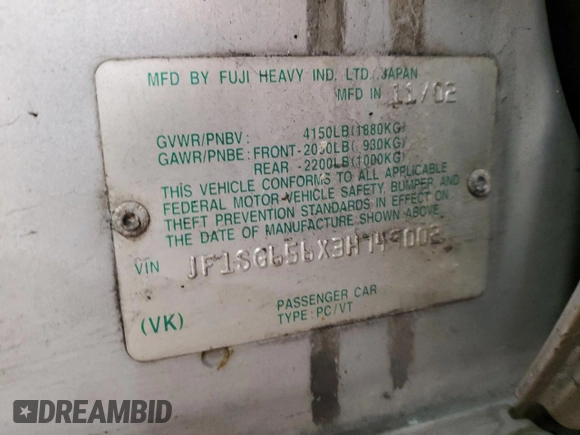 MFD BY FUJI HEAVY IND. LTD. JAPAN
MFD IN 11/02
GVWR/PNBV : 4150LB(1880KG)
GAWR/PNBE: FRONT-2050LB( 930KG)
REAR -2200LB(1000KG)
THIS VEHICLE CONFORMS TO ALL APPLICABLE
FEDERAL MOTOR VEHICLE SAFETY, BUMPER, AND
THEFT PREVENTION STANDARDS IN EFFECT ON
THE DATE OF MANUFACTURE SHOWN ABOVE.
VIN
PASSENGER CAR
(VK) TYPE: PC/VT
DREAMBID